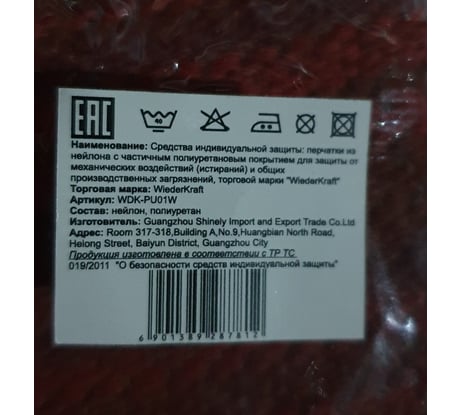 EAC 40
Наименование: Средства индивидуальной защиты: перчатки из
нейлона с частичным полиуретановым покрытием для защиты от
механических воздействий (истираний) и общих
производственных загрязнений, торговой марки "WiederKraft"
Торговая марка: WiederKraft
Артикул: WDK-PU01W
Состав: нейлон, полиуретан
Изготовитель: Guangzhou Shinely Import and Export Trade Co.Ltd
Адрес: Room 317-318,Building A,No.9,Huangbian North Road,
Helong Street, Baiyun District, Guangzhou City
Продукция изготовлена в соответствии с ТР ТС
019/2011 "О безопасности средств индивидуальной защиты"
6 901389 287812